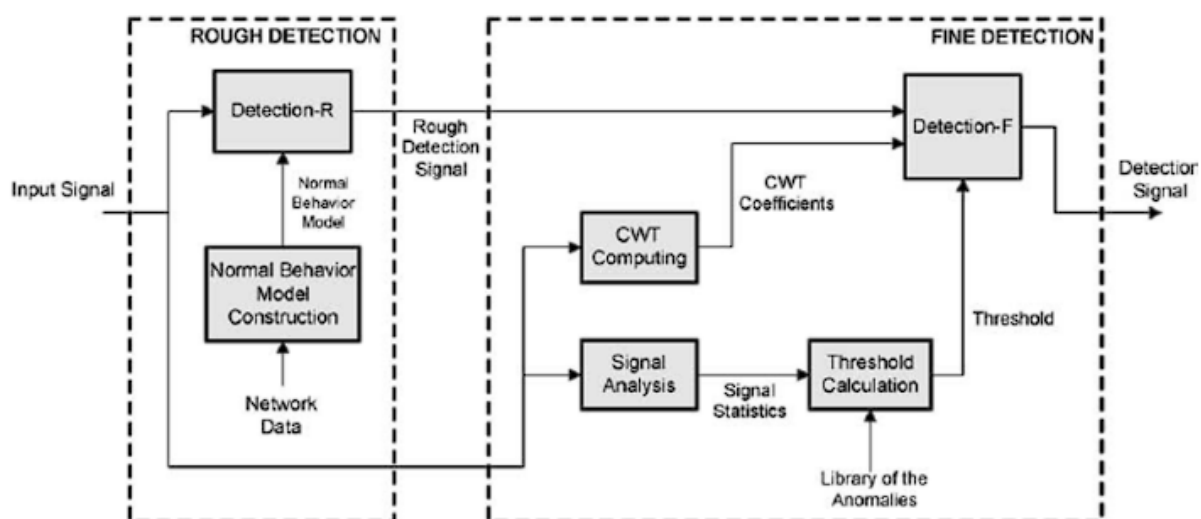 ROUGH DETECTION
FINE DETECTION
Detection-R
Detection-F
Rough
Detection
Signal
Input Signal
Normal
Behavior
Model
Detection
Signal
CWT
Coefficients
CWT
Computing
Normal Behavior
Model
Construction
Threshold
Signal
Analysis
Signal
Statistics
Threshold
Calculation
Network
Data
Library of the
Anomalies